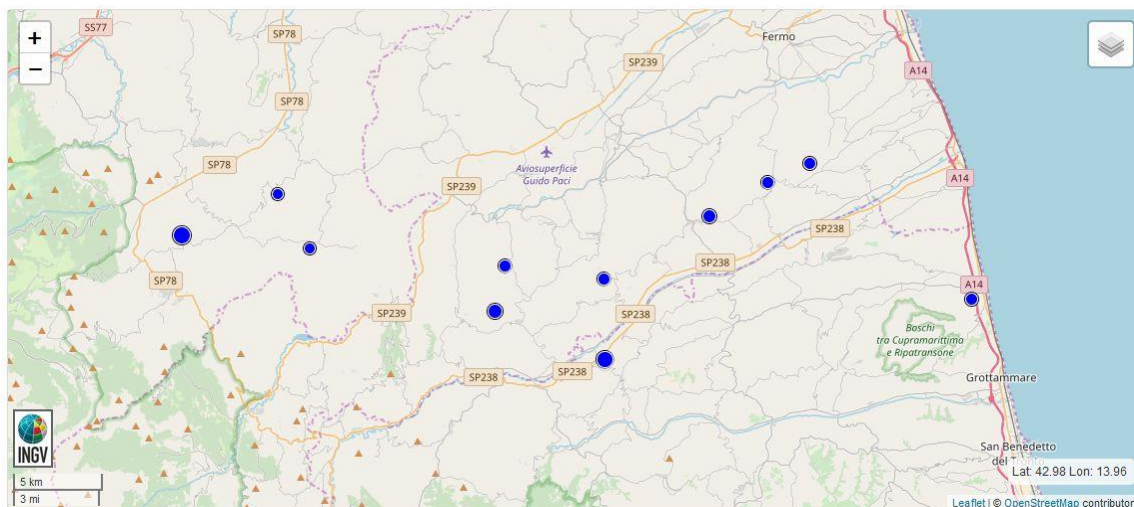 SS77
SP78
Fermo
+
−
SP239
A14
SP78
Aviosuperficie
Guido Paci
SP78
SP239
A14
SP238
SP238
SP78
A14
SP239
SP238
Boschi
tra Cupramarittima
e Ripatransone
SP238
SP238
Grottammare
INGV
San Benedetto
del
Lat: 42.98 Lon: 13.96
5 km
3 mi
Leaflet | © OpenStreetMap contributor